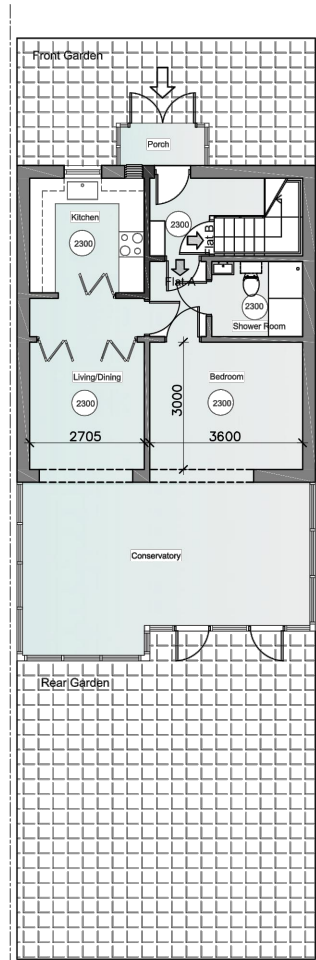 Front Garden
Porch
Kitchen
2300
2300
Flat B
Flat A
2300
Shower Room
Living/Dining
2300
Bedroom
2300
3000
2705
3600
Conservatory
Rear Garden